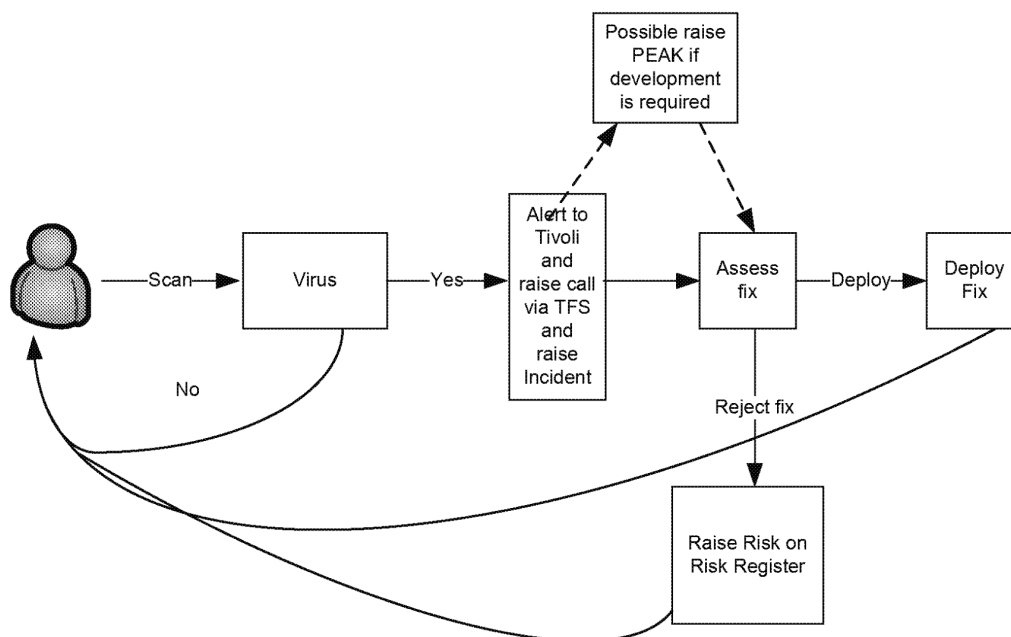 Possible raise
PEAK if
development
is required
Alert to
Tivoli
and
raise call
via TFS
and
raise
Incident
Scan
Virus
Yes
Assess
fix
Deploy
Deploy
Fix
No
Reject fix
Raise Risk on
Risk Register